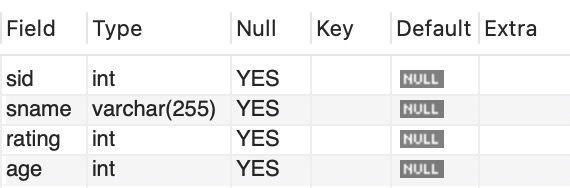 Field Type Null Key Default Extra
sid int YES NULL
sname varchar(255) YES NULL
rating int YES NULL
age int YES NULL